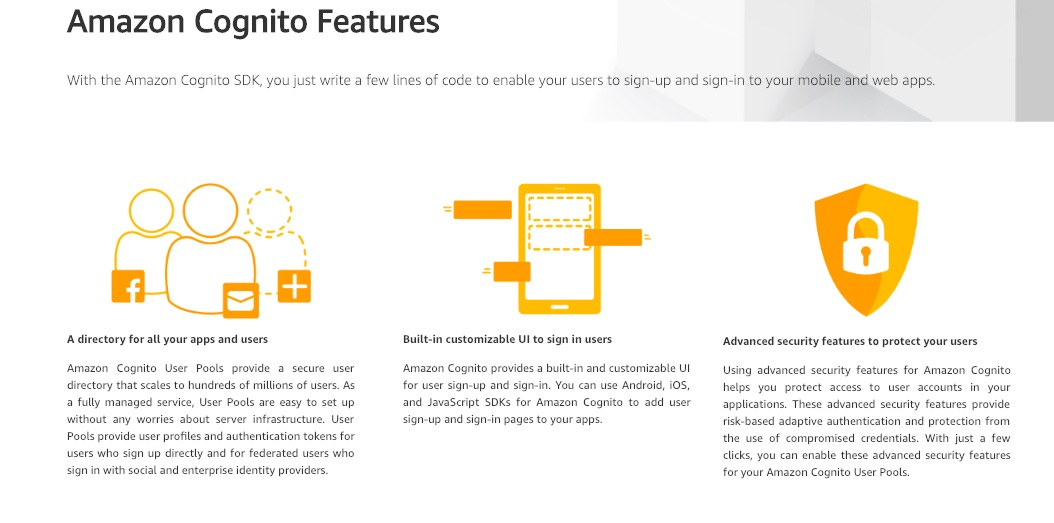 Amazon Cognito Features
With the Amazon Cognito SDK, you just write a few lines of code to enable your users to sign-up and sign-in to your mobile and web apps.
A directory for all your apps and users
Amazon Cognito User Pools provide a secure user
directory that scales to hundreds of millions of users. As
a fully managed service, User Pools are easy to set up
without any worries about server infrastructure. User
Pools provide user profiles and authentication tokens for
users who sign up directly and for federated users who
sign in with social and enterprise identity providers.
Built-in customizable UI to sign in users
Amazon Cognito provides a built-in and customizable UI
for user sign-up and sign-in. You can use Android, iOS,
and JavaScript SDKs for Amazon Cognito to add user
sign-up and sign-in pages to your apps.
Advanced security features to protect your users
Using advanced security features for Amazon Cognito
helps you protect access to user accounts in your
applications. These advanced security features provide
risk-based adaptive authentication and protection from
the use of compromised credentials. With just a few
clicks, you can enable these advanced security features
for your Amazon Cognito User Pools.